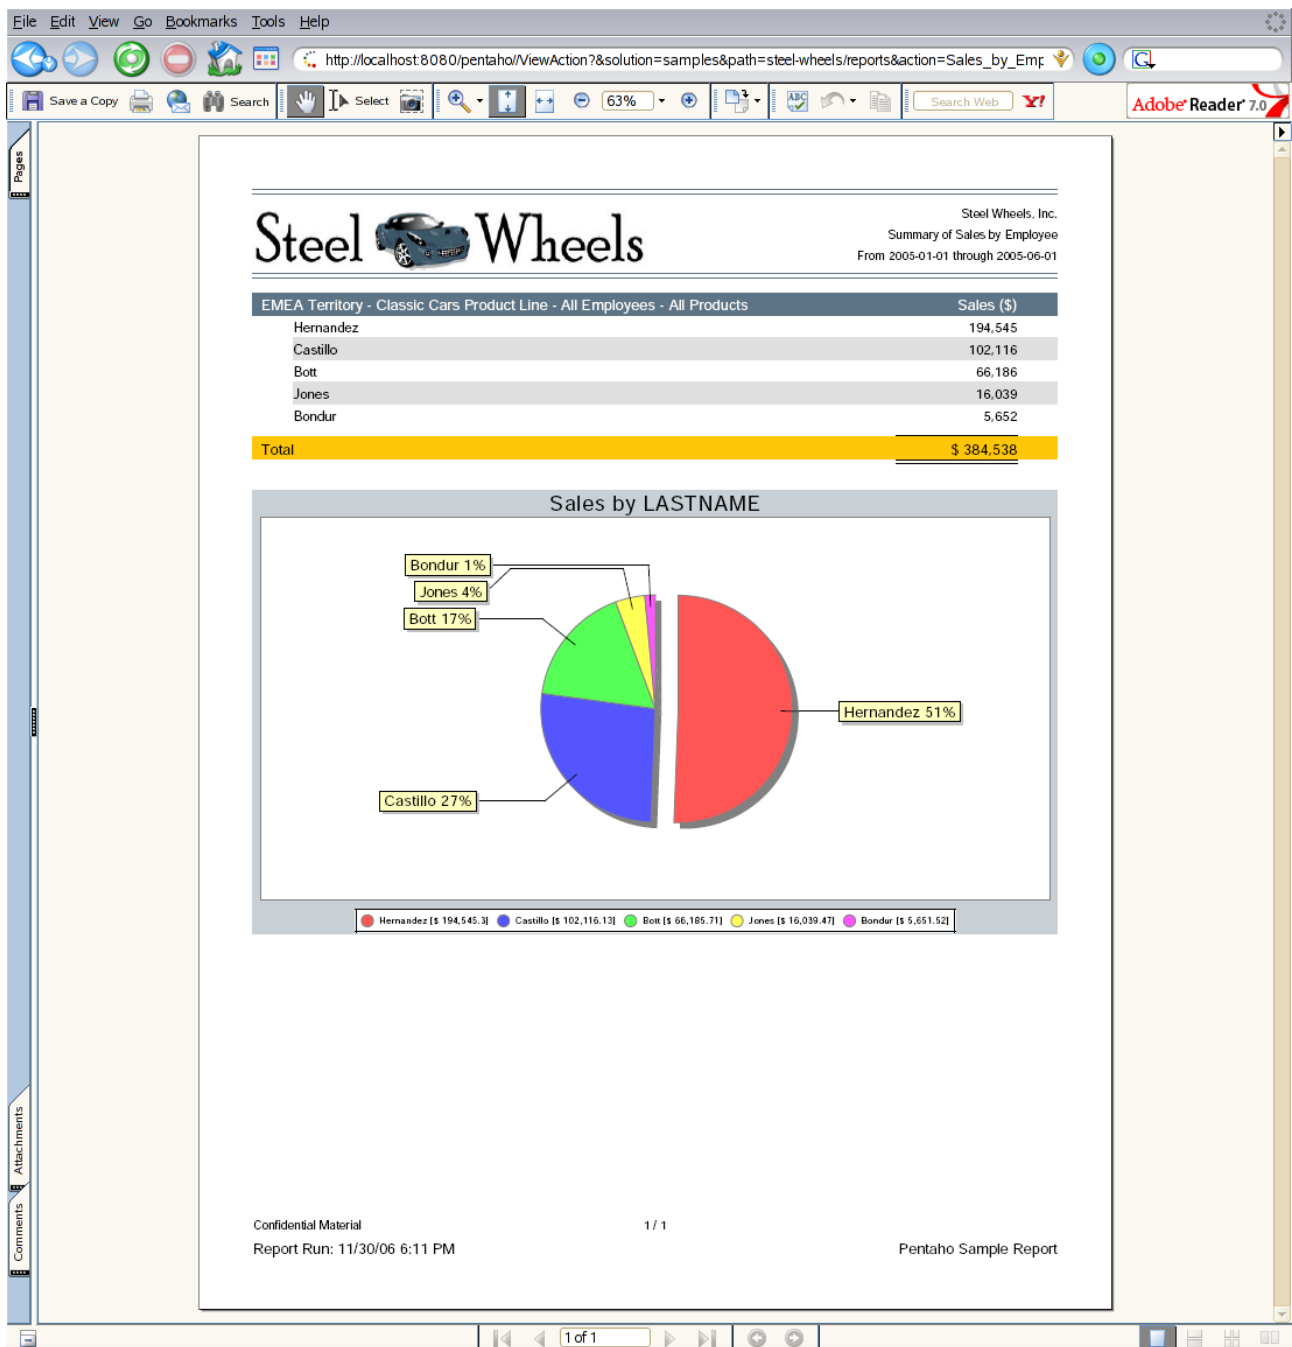 File Edit View Go Bookmarks Tools Help
http://localhost:8080/pentaho//ViewAction?&solution=samples&path=steel-wheels/reports&action=Sales_by_Emp
G
Save a Copy Search Select 63% ABC Search Web Y! Adobe Reader 7.0
Pages
Steel Wheels
Steel Wheels, Inc.
Summary of Sales by Employee
From 2005-01-01 through 2005-06-01
EMEA Territory - Classic Cars Product Line - All Employees - All Products Sales ($)
Hernandez 194,545
Castillo 102,116
Bott 66,186
Jones 16,039
Bondur 5,652
Total $ 384,538
Sales by LASTNAME
Bondur 1%
Jones 4%
Bott 17%
Hernandez 51%
Castillo 27%
Hernandez [$ 194,545.3] Castillo [$ 102,116.13] Bott [$ 66,185.71] Jones [$ 16,039.47] Bondur [$ 5,651.52]
Attachments
Comments
Confidential Material 1 / 1
Report Run: 11/30/06 6:11 PM Pentaho Sample Report
1 of 1